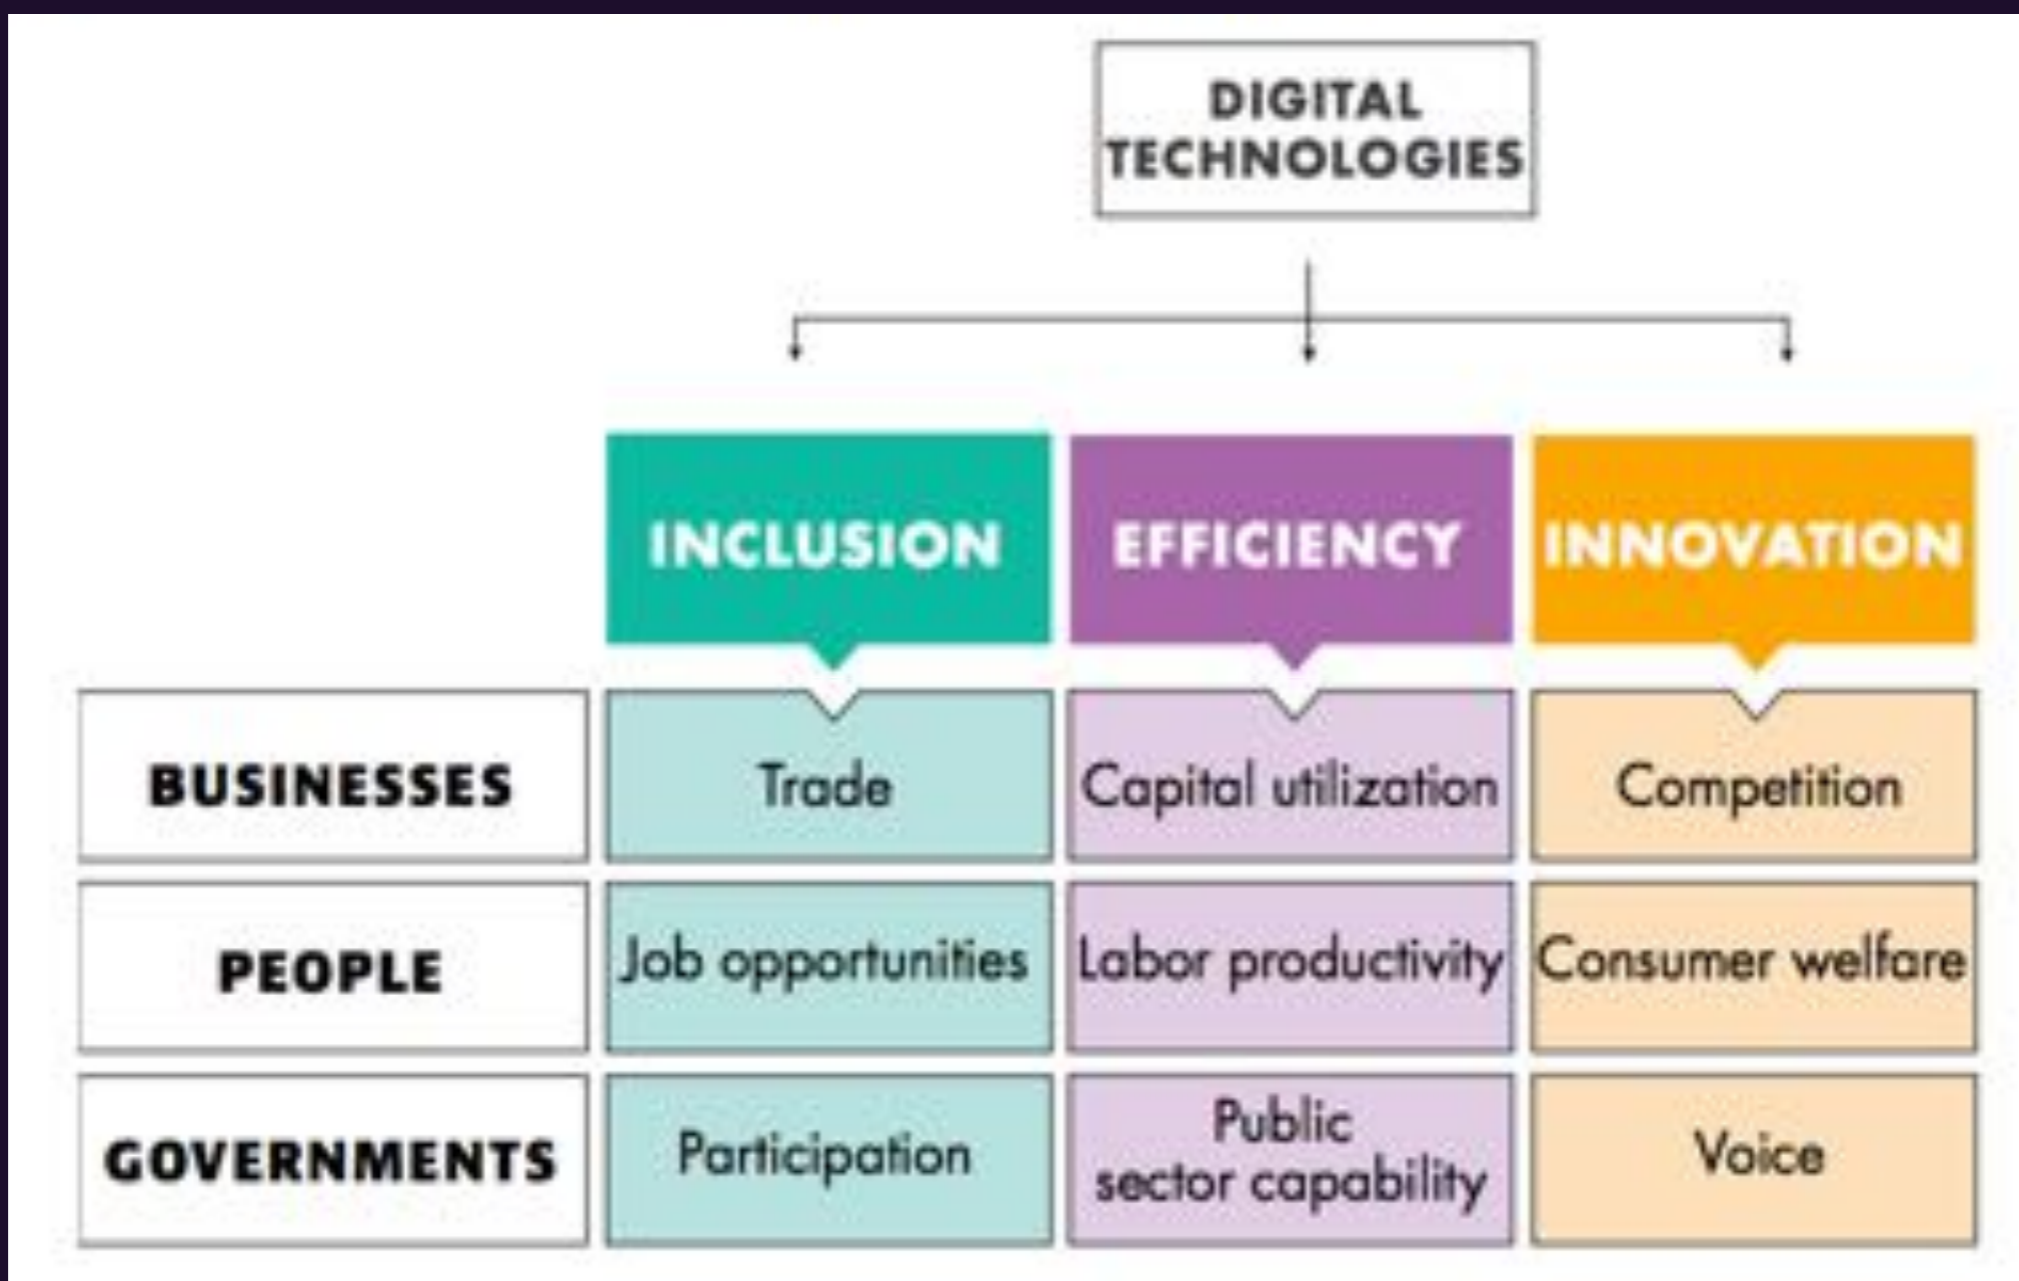 DIGITAL
TECHNOLOGIES
INCLUSION
EFFICIENCY
INNOVATION
BUSINESSES
Trade
Capital utilization
Competition
PEOPLE
Job opportunities
Labor productivity
Consumer welfare
GOVERNMENTS
Participation
Public
sector capability
Voice